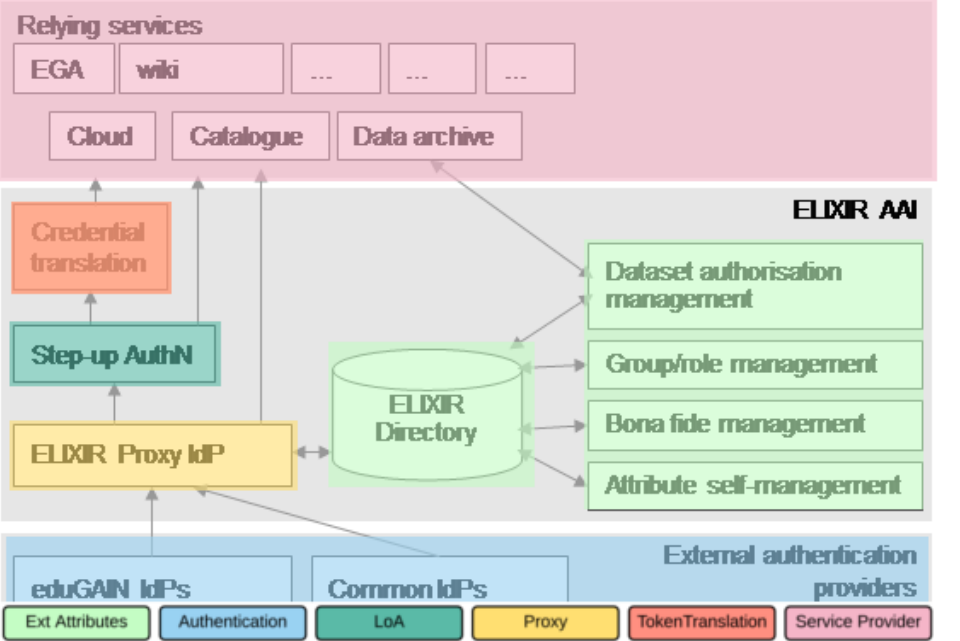 Relying services
EGA
wiki
...
...
...
Cloud
Catalogue
Data archive
ELIXIR AAI
Credential
translation
Dataset authorisation
management
Step-up AuthN
Group/role management
ELIXIR
Directory
Bona fide management
ELIXIR Proxy IdP
Attribute self-management
External authentication
providers
eduGAIN IdPs
Common IdPs
Ext Attributes
Authentication
LoA
Proxy
TokenTranslation
Service Provider